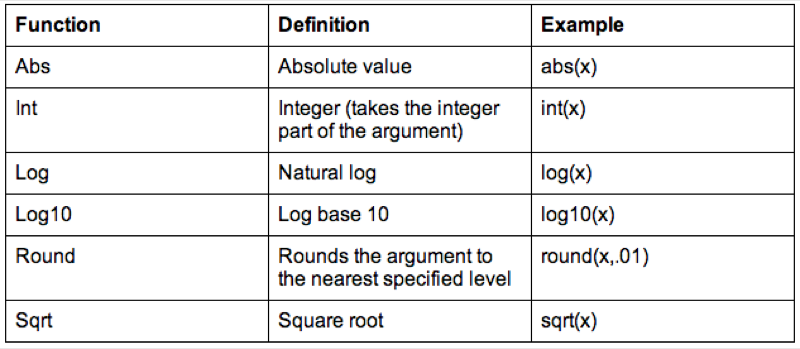 Function Definition Example
Abs Absolute value abs(x)
Int Integer (takes the integer int(x)
part of the argument)
Log Natural log log(x)
Log10 Log base 10 log10(x)
Round Rounds the argument to round(x,.01)
the nearest specified level
Sqrt Square root sqrt(x)